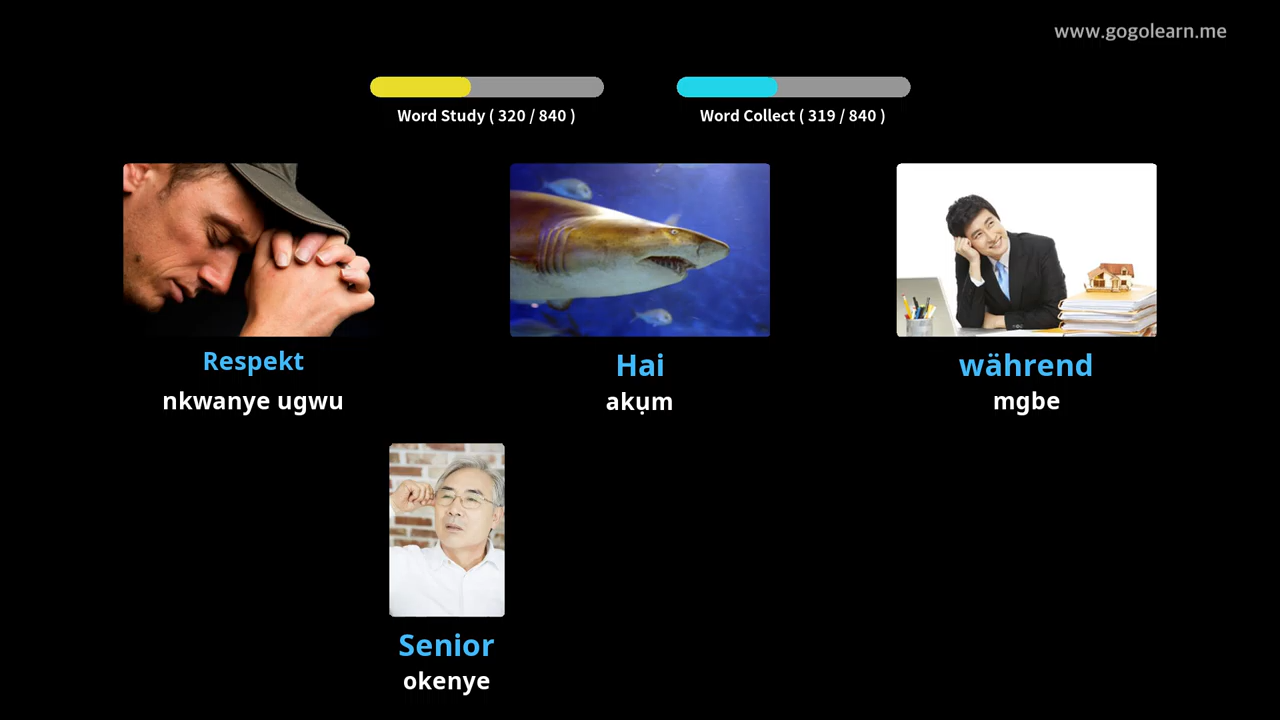 www.gogolearn.me
Word Study ( 320 / 840 )
Word Collect ( 319 / 840 )
Respekt
nkwanye ugwu
Hai
akụm
während
mgbe
Senior
okenye